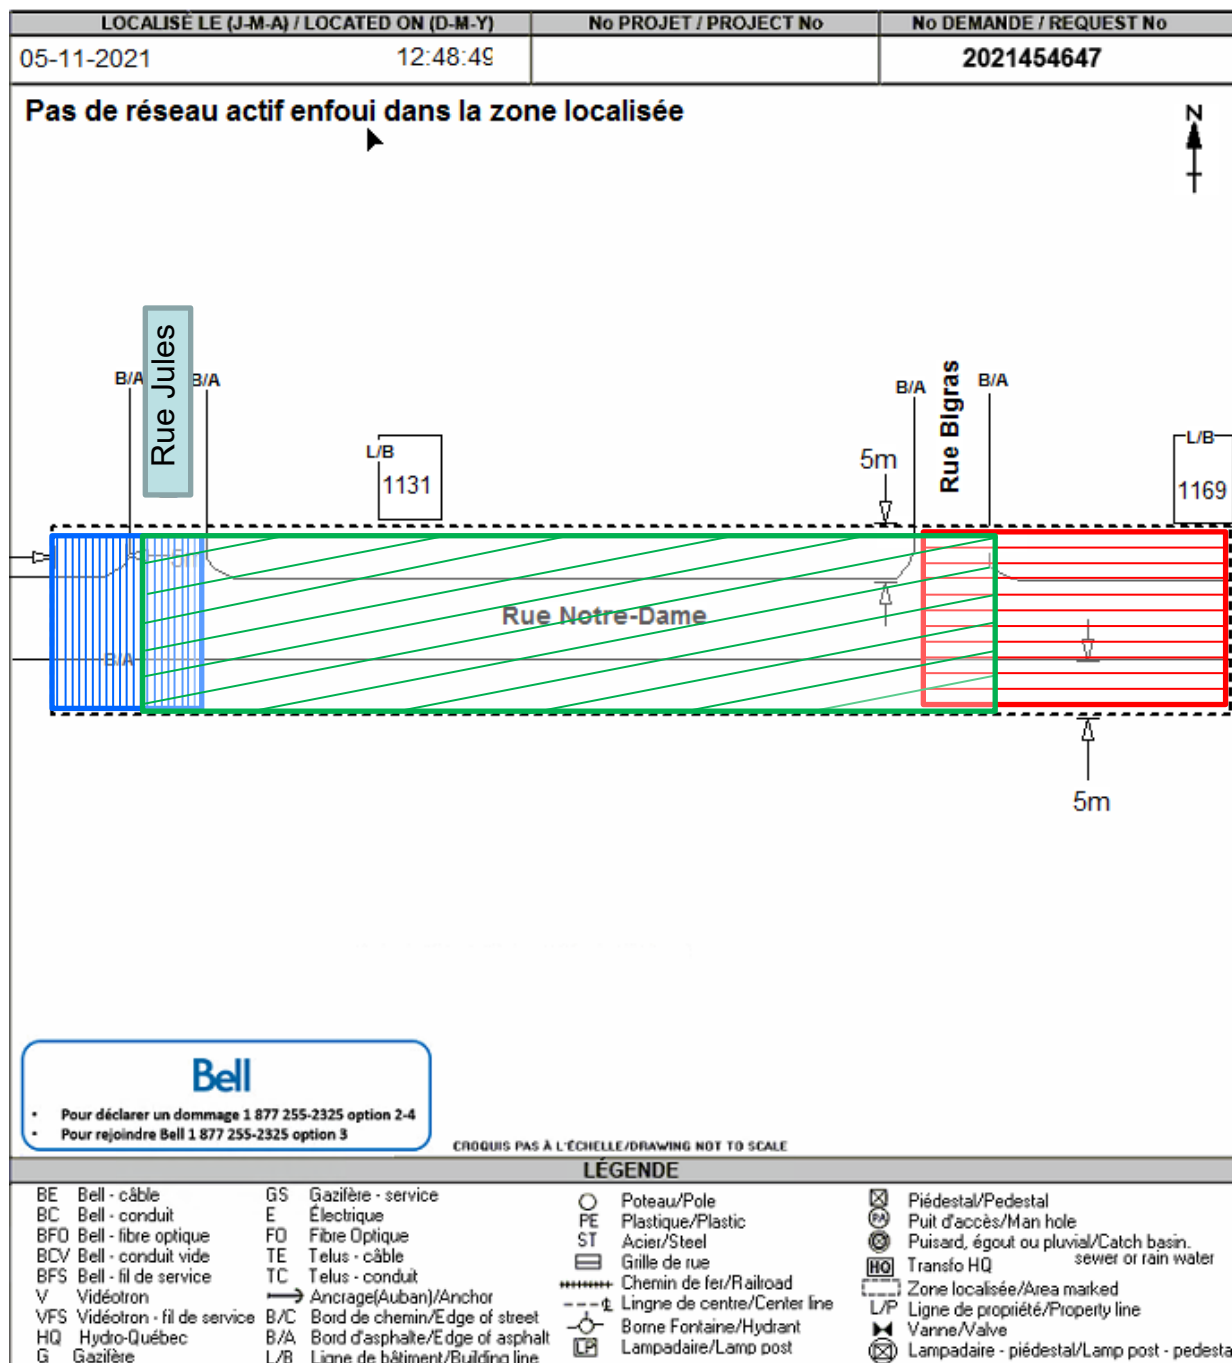 LOCALISÉ LE (J-M-A) / LOCATED ON (D-M-Y)
No PROJET / PROJECT No
No DEMANDE / REQUEST No
05-11-2021 12:48:49
2021454647
Pas de réseau actif enfoui dans la zone localisée
N
Rue Jules
B/A
B/A
L/B
1131
B/A
Rue Bigras
B/A
5m
L/B
1169
Rue Notre-Dame
B/A
5m
Bell
• Pour déclarer un dommage 1 877 255-2325 option 2-4
• Pour rejoindre Bell 1 877 255-2325 option 3
CROQUIS PAS À L'ÉCHELLE/DRAWING NOT TO SCALE
LÉGENDE
BE Bell - câble
BC Bell - conduit
BFO Bell - fibre optique
BCV Bell - conduit vide
BFS Bell - fil de service
V Vidéotron
VFS Vidéotron - fil de service
HQ Hydro-Québec
G Gazifère
GS Gazifère - service
E Électrique
FO Fibre Optique
TE Telus - câble
TC Telus - conduit
Ancrage(Auban)/Anchor
B/C Bord de chemin/Edge of street
B/A Bord d'asphalte/Edge of asphalt
L/B Ligne de bâtiment/Building line
Poteau/Pole
PE Plastique/Plastic
ST Acier/Steel
Grille de rue
Chemin de fer/Railroad
Lingne de centre/Center line
Borne Fontaine/Hydrant
LP Lampadaire/Lamp post
Piédestal/Pedestal
PA Puit d'accès/Man hole
Puisard, égout ou pluvial/Catch basin.
sewer or rain water
HQ Transfo HQ
Zone localisée/Area marked
L/P Ligne de propriété/Property line
Vanne/Valve
Lampadaire - piédestal/Lamp post - pedesta